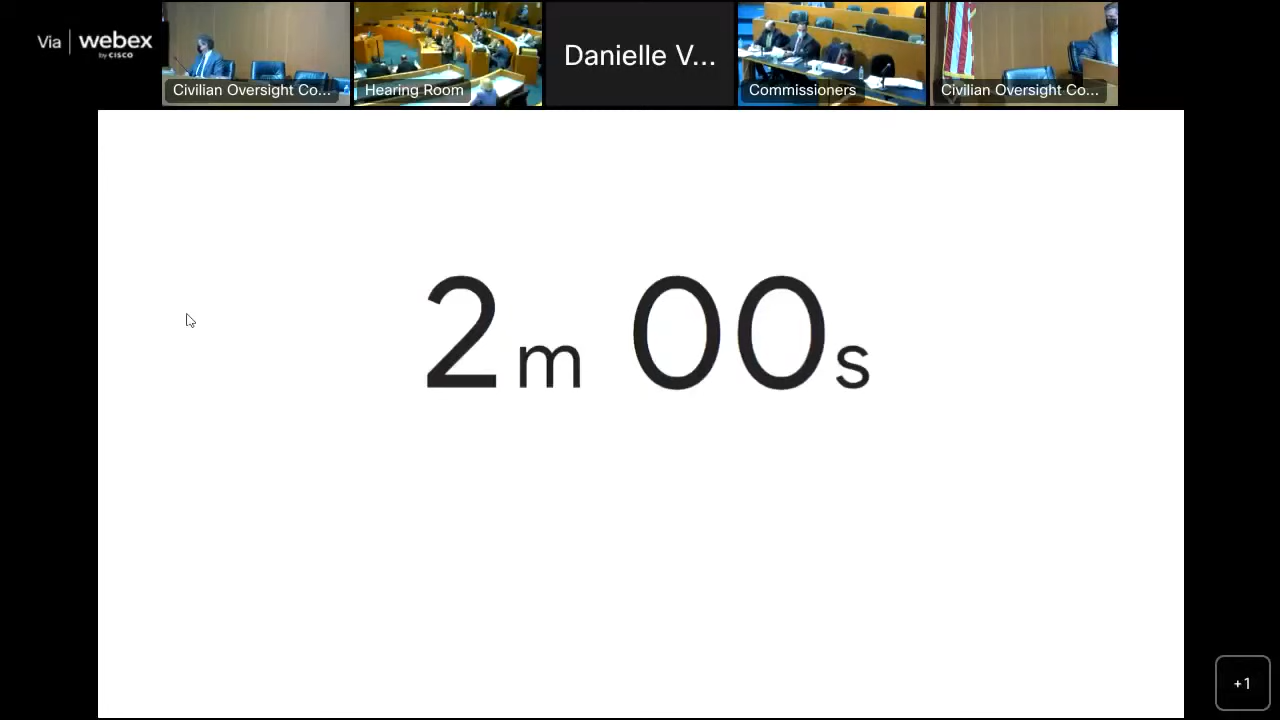 Via | webex
by CISCO
Civilian Oversight Co...
Hearing Room
Danielle V...
Commissioners
Civilian Oversight Co...
2m 00s
+1